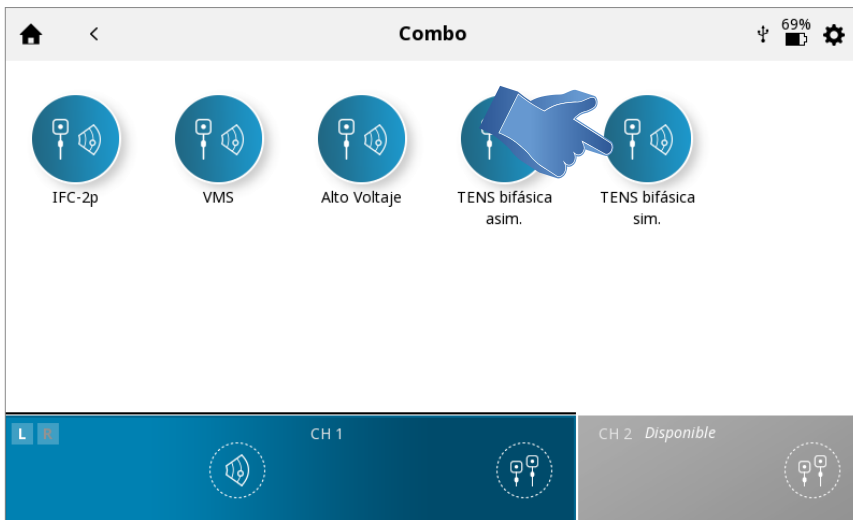 Combo
69%
IFC-2p
VMS
Alto Voltaje
TENS bifásica
asim.
TENS bifásica
sim.
L R
CH 1
CH 2 Disponible